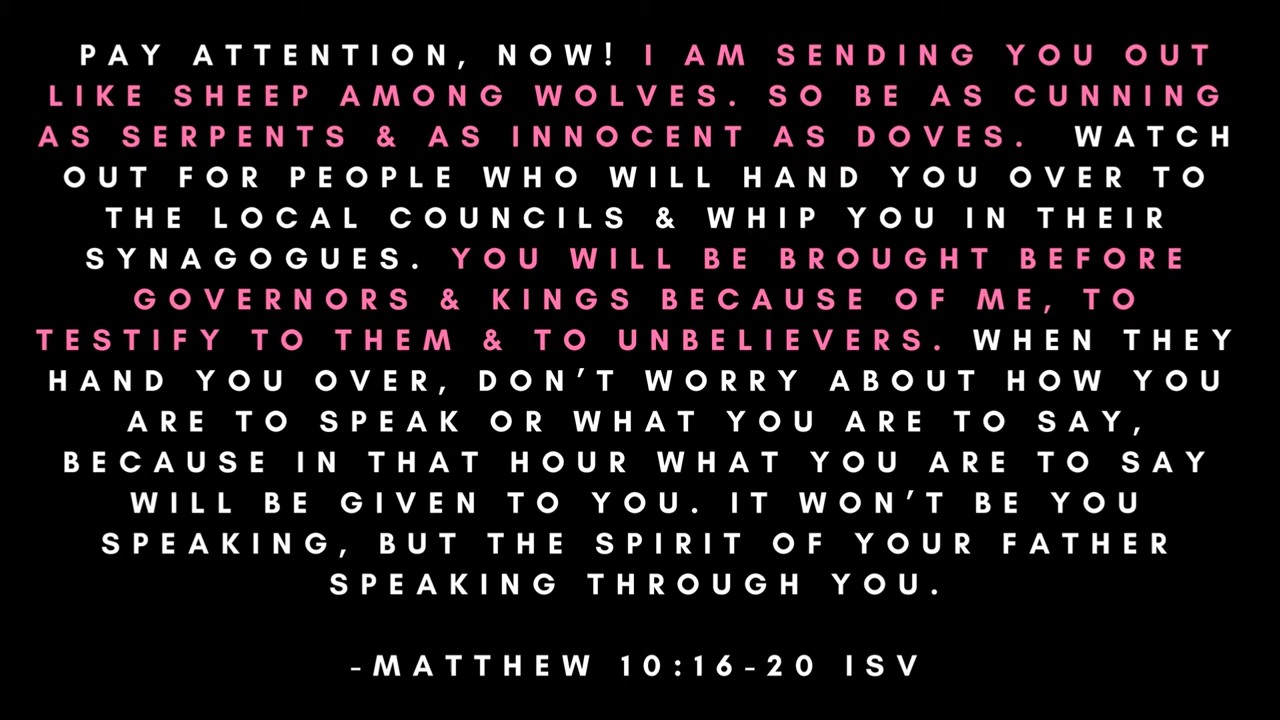 PAY ATTENTION, NOW! I AM SENDING YOU OUT
LIKE SHEEP AMONG WOLVES. SO BE AS CUNNING
AS SERPENTS & AS INNOCENT AS DOVES. WATCH
OUT FOR PEOPLE WHO WILL HAND YOU OVER TO
THE LOCAL COUNCILS & WHIP YOU IN THEIR
SYNAGOGUES. YOU WILL BE BROUGHT BEFORE
GOVERNORS & KINGS BECAUSE OF ME, TO
TESTIFY TO THEM & TO UNBELIEVERS. WHEN THEY
HAND YOU OVER, DON’T WORRY ABOUT HOW YOU
ARE TO SPEAK OR WHAT YOU ARE TO SAY,
BECAUSE IN THAT HOUR WHAT YOU ARE TO SAY
WILL BE GIVEN TO YOU. IT WON’T BE YOU
SPEAKING, BUT THE SPIRIT OF YOUR FATHER
SPEAKING THROUGH YOU.
-MATTHEW 10:16-20 ISV